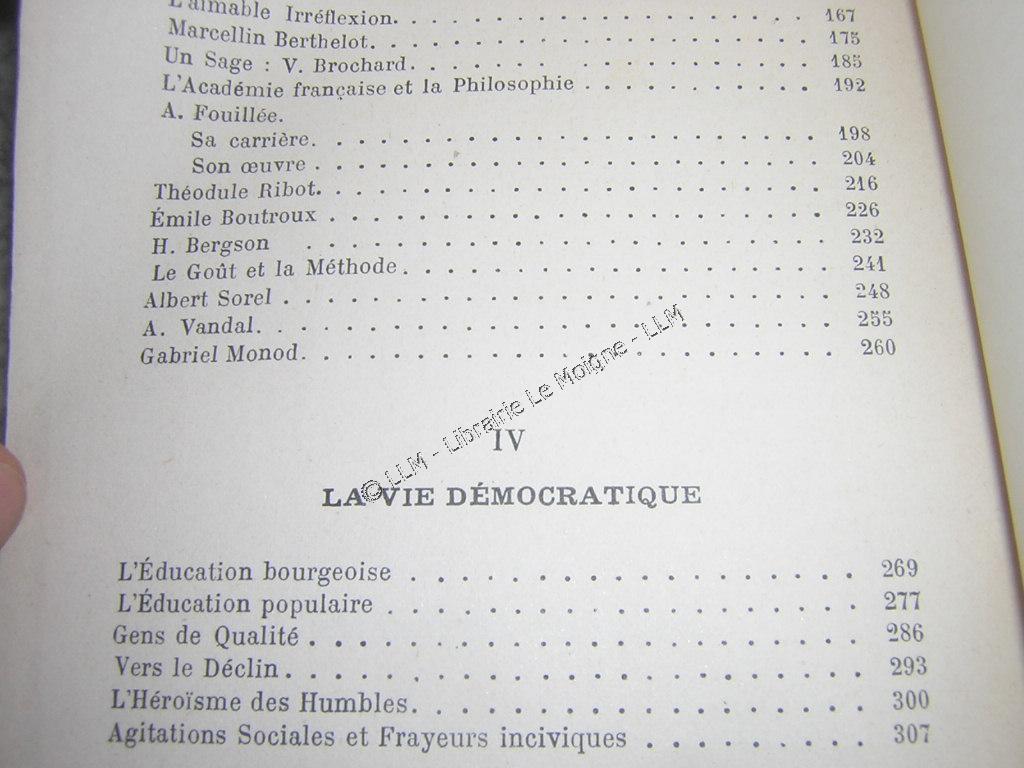 L'aimable Irréflexion. . . . . . . . . . . . . . . . . . . 167
Marcellin Berthelot. . . . . . . . . . . . . . . . . . . . 175
Un Sage : V. Brochard. . . . . . . . . . . . . . . . . . 185
L'Académie française et la Philosophie . . . . . . . . . . . 192
A. Fouillée.
Sa carrière. . . . . . . . . . . . . . . . . . . . . . . 198
Son œuvre . . . . . . . . . . . . . . . . . . . . . . . 204
Théodule Ribot. . . . . . . . . . . . . . . . . . . . . . . 216
Émile Boutroux . . . . . . . . . . . . . . . . . . . . . . 226
H. Bergson . . . . . . . . . . . . . . . . . . . . . . . 232
Le Goût et la Méthode. . . . . . . . . . . . . . . . . . . 241
Albert Sorel . . . . . . . . . . . . . . . . . . . . . . . . 248
A. Vandal. . . . . . . . . . . . . . . . . . . . . . . . . 255
Gabriel Monod. . . . . . . . . . . . . . . . . . . . . . . 260
© LLM - Librairie Le Moigne - LLM
IV
LA VIE DÉMOCRATIQUE
L'Éducation bourgeoise . . . . . . . . . . . . . . . . . . 269
L'Éducation populaire . . . . . . . . . . . . . . . . . . . 277
Gens de Qualité . . . . . . . . . . . . . . . . . . . . . . 286
Vers le Déclin. . . . . . . . . . . . . . . . . . . . . . . 293
L'Héroïsme des Humbles. . . . . . . . . . . . . . . . . . 300
Agitations Sociales et Frayeurs inciviques . . . . . . . . . 307